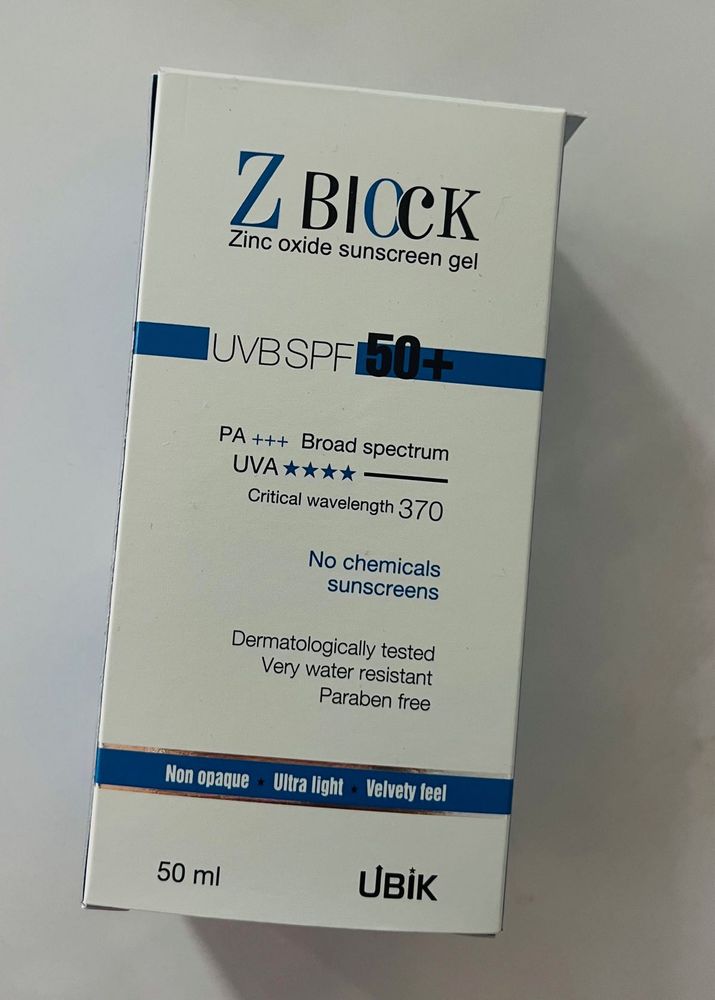 Z BlOCK
Zinc oxide sunscreen gel
UVB SPF 50+
PA +++ Broad spectrum
UVA ★★★★
Critical wavelength 370
No chemicals
sunscreens
Dermatologically tested
Very water resistant
Paraben free
Non opaque ★ Ultra light ★ Velvety feel
50 ml
UBiK